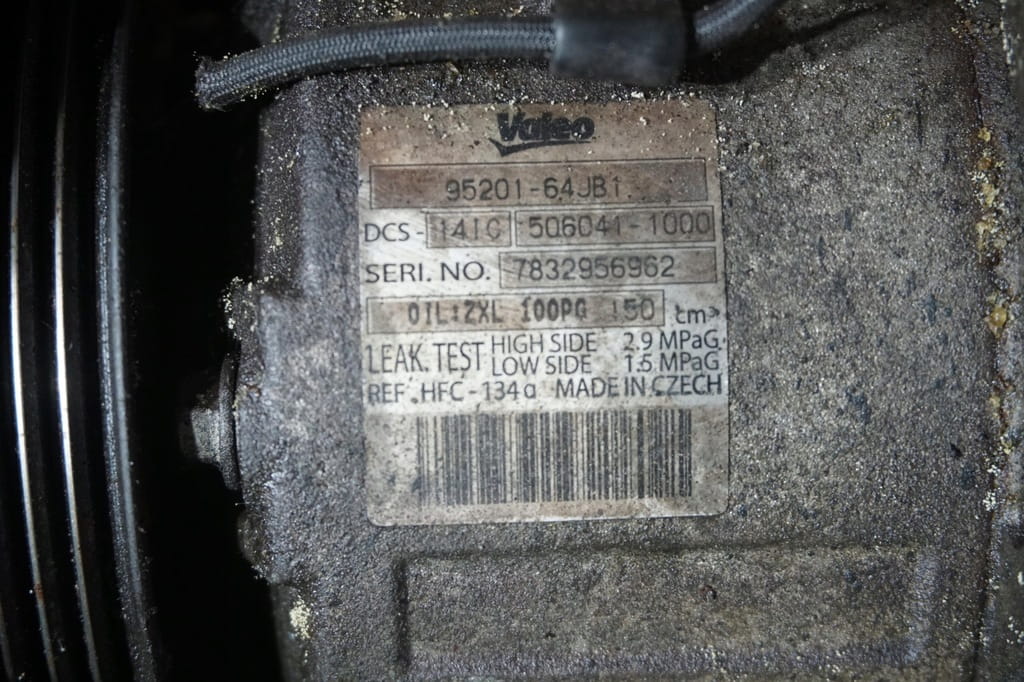 Valeo
95201-64JB1
DCS - 141C 506041-1000
SERI. NO. 7832956962
OIL:ZXL 100PG 150 cm³
LEAK. TEST HIGH SIDE 2.9 MPaG
LOW SIDE 1.5 MPaG
REF. HFC - 134a MADE IN CZECH